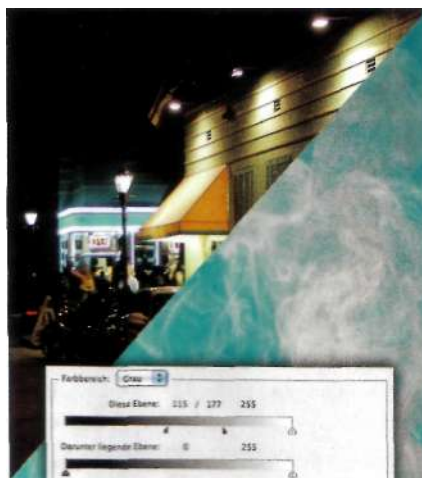 Farbbereich: Grau
Diese Ebene: 115 / 177 255
Darunter liegende Ebene: 0 255